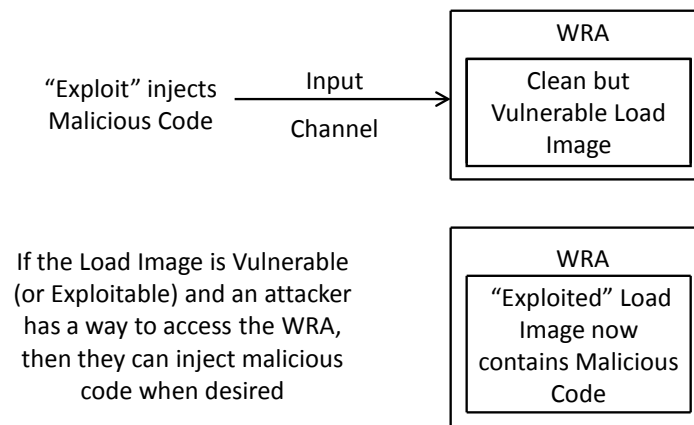 WRA
“Exploit” injects
Malicious Code
Input
Channel
Clean but
Vulnerable Load
Image
If the Load Image is Vulnerable
(or Exploitable) and an attacker
has a way to access the WRA,
then they can inject malicious
code when desired
WRA
“Exploited” Load
Image now
contains Malicious
Code